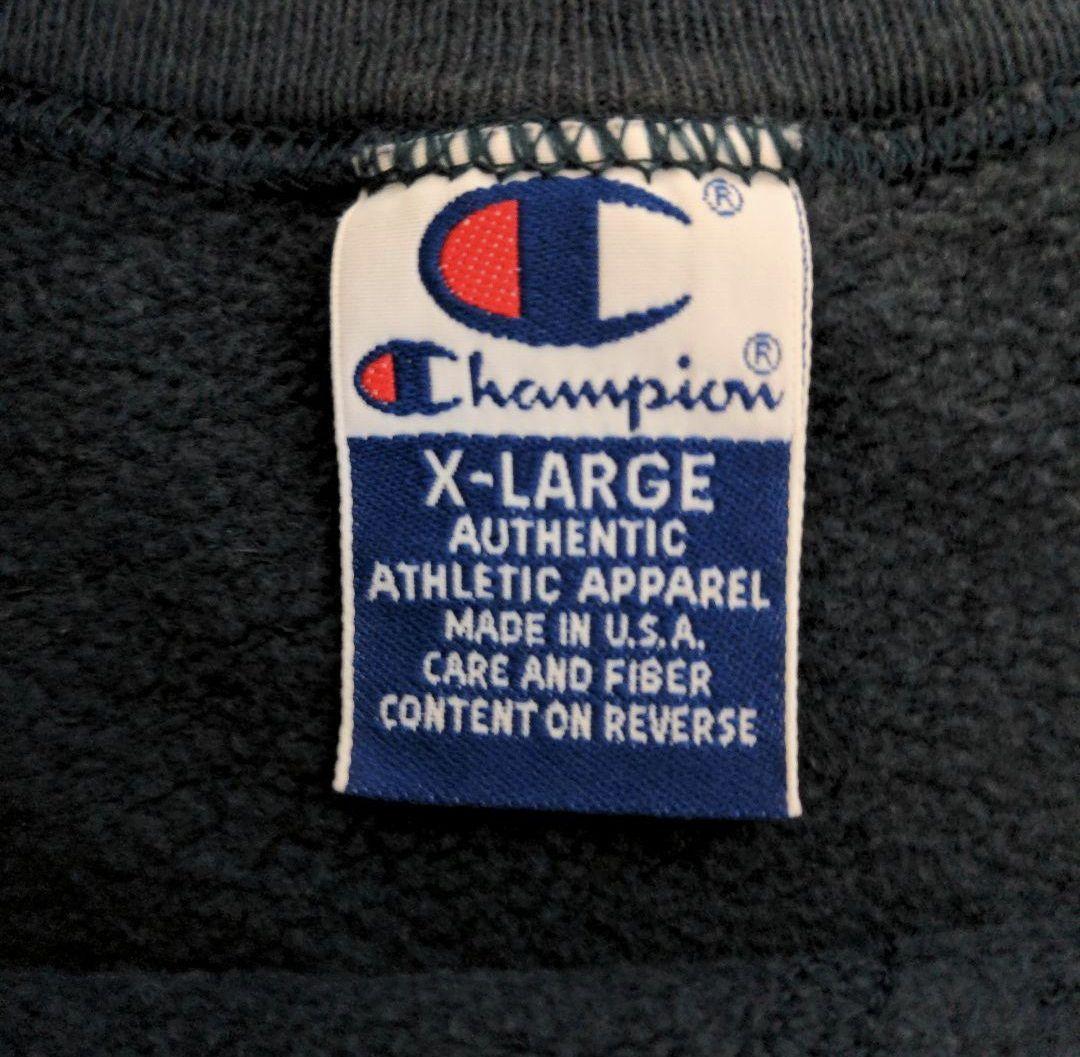 ®
Champion®
X-LARGE
AUTHENTIC
ATHLETIC APPAREL
MADE IN U.S.A.
CARE AND FIBER
CONTENT ON REVERSE